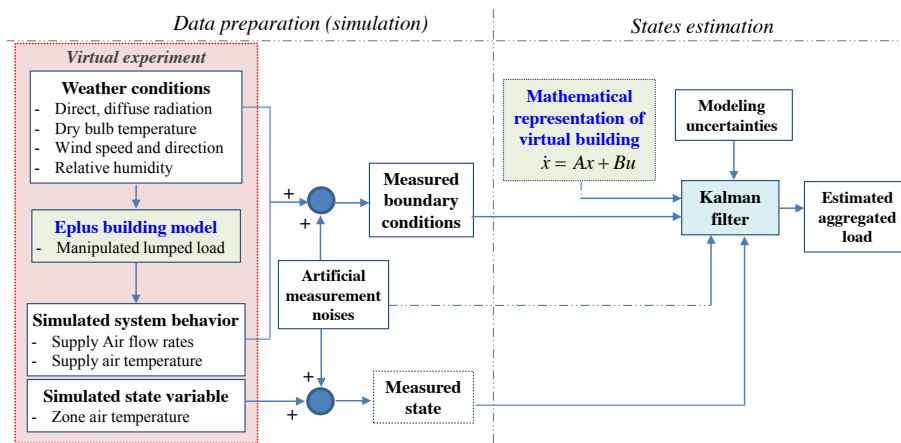 Data preparation (simulation)
States estimation
Virtual experiment
Weather conditions
- Direct, diffuse radiation
- Dry bulb temperature
- Wind speed and direction
- Relative humidity
Eplus building model
- Manipulated lumped load
Simulated system behavior
- Supply Air flow rates
- Supply air temperature
Simulated state variable
- Zone air temperature
+
+
Measured
boundary
conditions
Artificial
measurement
noises
+
+
Measured
state
Mathematical
representation of
virtual building
ẋ = Ax + Bu
Modeling
uncertainties
Kalman
filter
Estimated
aggregated
load